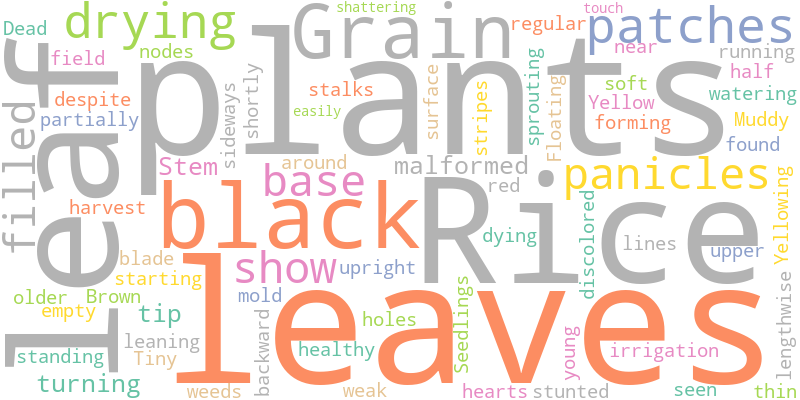 shattering
touch
Dead
drying
Grain
regular
patches
nodes
field
near
running
leaf
plants
sideways
shortly
stalks
surface
stripes
sprouting
Floating
soft
half
despite
Yellow
watering
partially
forming
Muddy
easily
found
filled
Stem
around
malformed
base
red
panicles
Yellowing
harvest
black
Rice
dying
discolored
lines
upper
blade
show
upright
starting
older
Brown
mold
backward
Seedlings
lengthwise
empty
tip
holes
leaves
leaning
healthy
young
irrigation
standing
Tiny
turning
weeds
weak
hearts
stunted
seen
thin